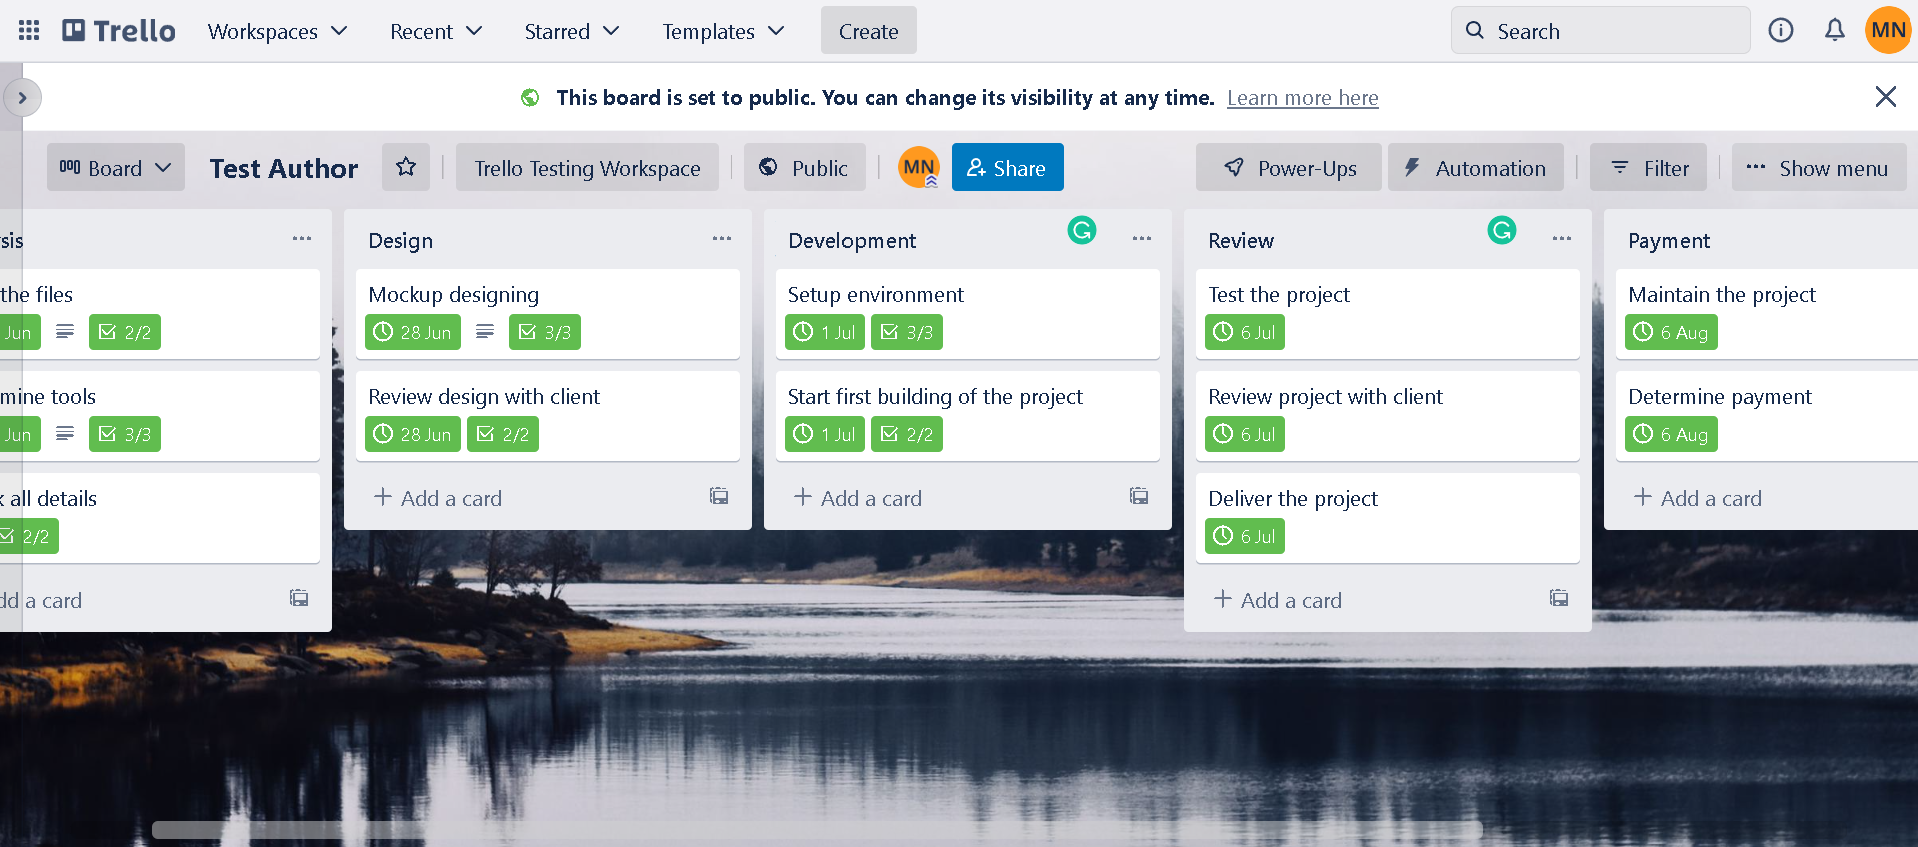 Trello
Workspaces
Recent
Starred
Templates
Create
Search
MN
This board is set to public. You can change its visibility at any time. Learn more here
Board
Test Author
Trello Testing Workspace
Public
MN
Share
Power-Ups
Automation
Filter
Show menu
sis
the files
Jun
2/2
mine tools
Jun
3/3
all details
2/2
dd a card
Design
Mockup designing
28 Jun
3/3
Review design with client
28 Jun
2/2
Add a card
Development
Setup environment
1 Jul
3/3
Start first building of the project
1 Jul
2/2
Add a card
Review
Test the project
6 Jul
Review project with client
6 Jul
Deliver the project
6 Jul
Add a card
Payment
Maintain the project
6 Aug
Determine payment
6 Aug
Add a card